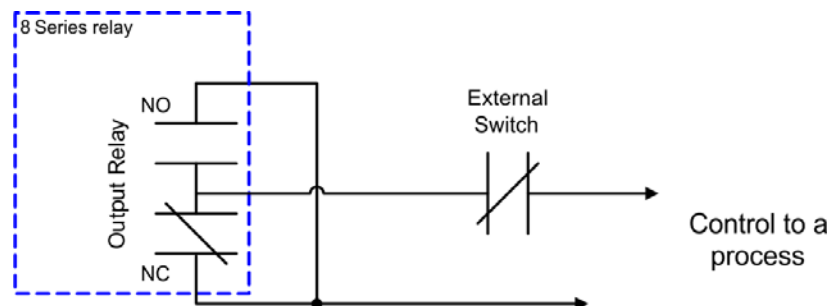 8 Series relay
NO
Output Relay
NC
External
Switch
Control to a
process